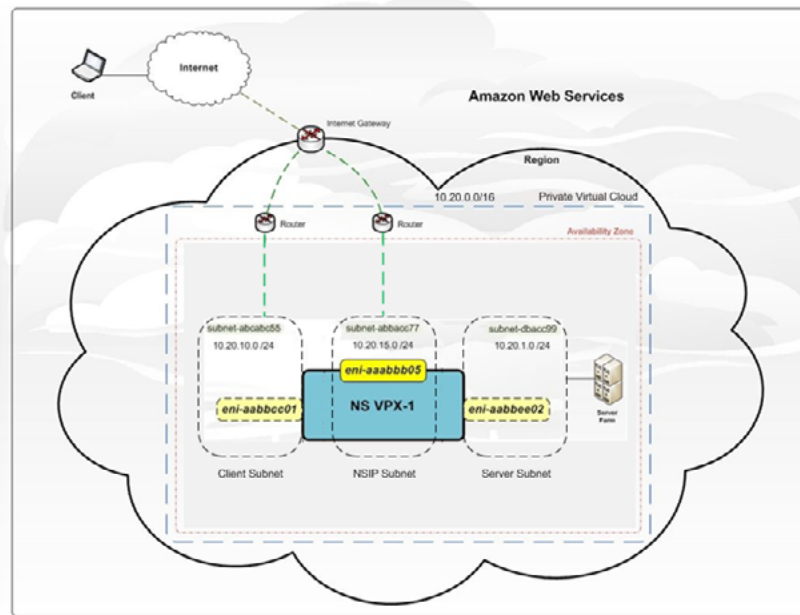 Internet
Client
Amazon Web Services
Internet Gateway
Region
10.20.0.0/16 Private Virtual Cloud
Router
Router
Availability Zone
subnet-abcabc55
subnet-abbacc77
subnet-dbacc99
10.20.10.0 /24
10.20.15.0 /24
10.20.1.0 /24
eni-aaabbb05
eni-aabbcc01
NS VPX-1
eni-aabbee02
Server
Farm
Client Subnet
NSIP Subnet
Server Subnet